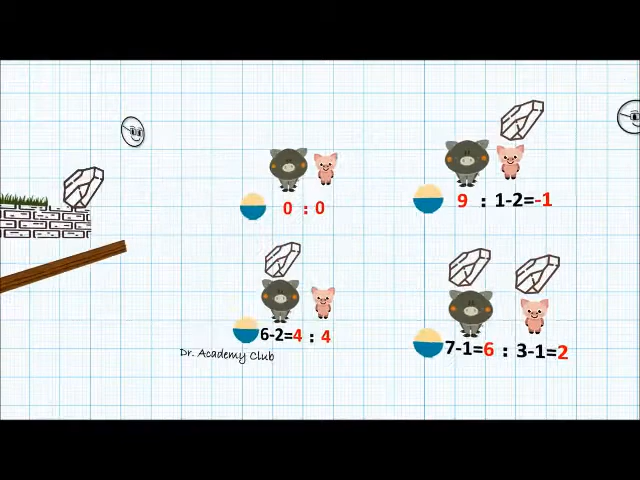 0 : 0
9 : 1-2=-1
6-2=4 : 4
7-1=6 : 3-1=2
Dr. Academy Club